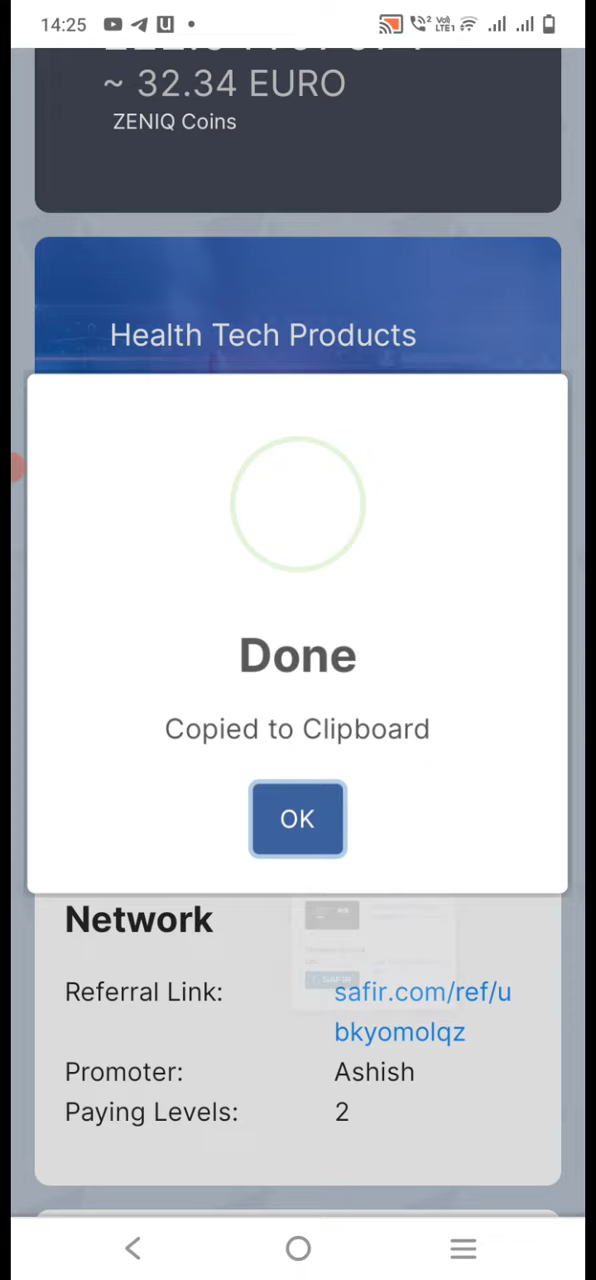 14:25
~ 32.34 EURO
ZENIQ Coins
Health Tech Products
Done
Copied to Clipboard
OK
Network
Referral Link: safir.com/ref/u
bkyomolqz
Promoter: Ashish
Paying Levels: 2